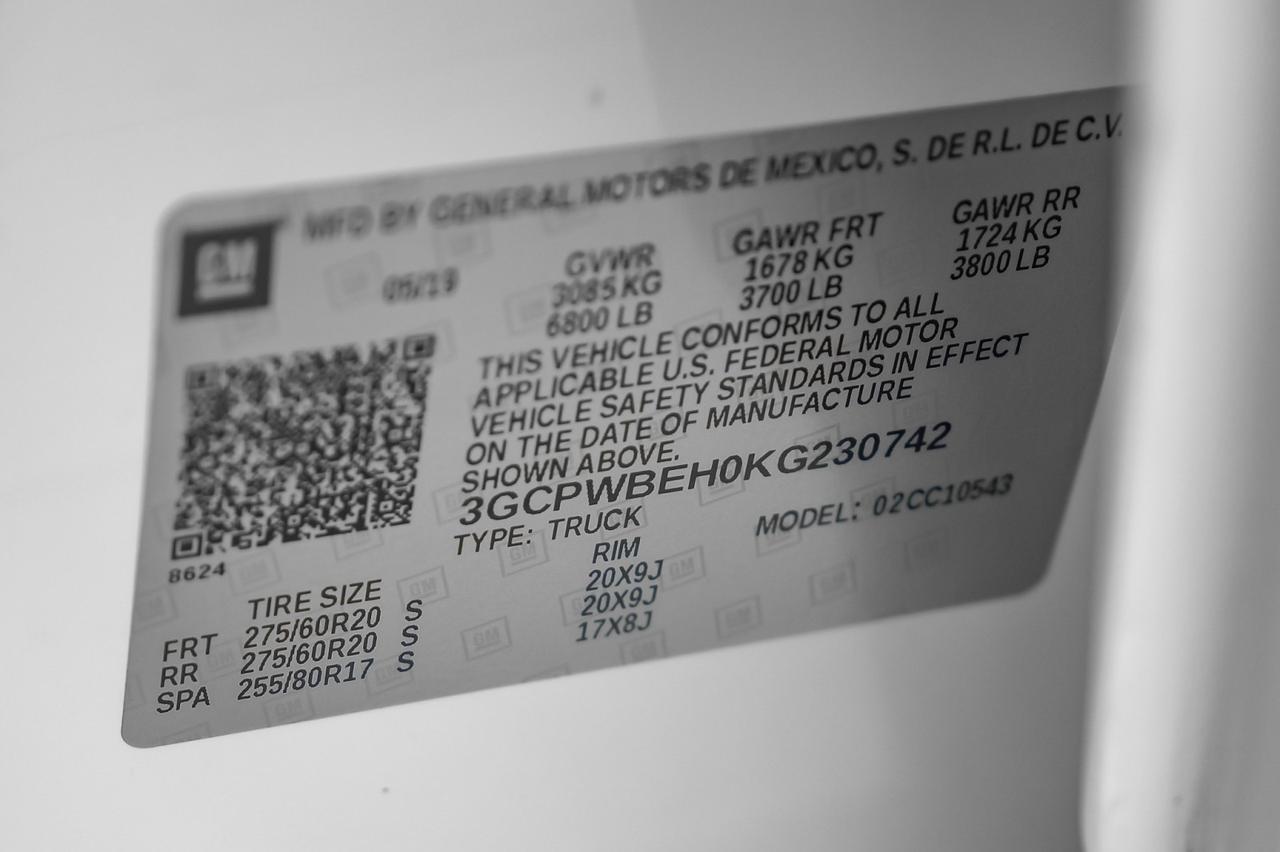 MFD BY GENERAL MOTORS DE MEXICO, S. DE R.L. DE C.V.
GM
GVWR GAWR FRT GAWR RR
3085 KG 1678 KG 1724 KG
6800 LB 3700 LB 3800 LB
THIS VEHICLE CONFORMS TO ALL
APPLICABLE U.S. FEDERAL MOTOR
VEHICLE SAFETY STANDARDS IN EFFECT
ON THE DATE OF MANUFACTURE
SHOWN ABOVE.
3GCPWBEH0KG230742
TYPE: TRUCK MODEL: 02CC10543
8624
TIRE SIZE RIM
FRT 275/60R20 S 20X9J
RR 275/60R20 S 20X9J
SPA 255/80R17 S 17X8J